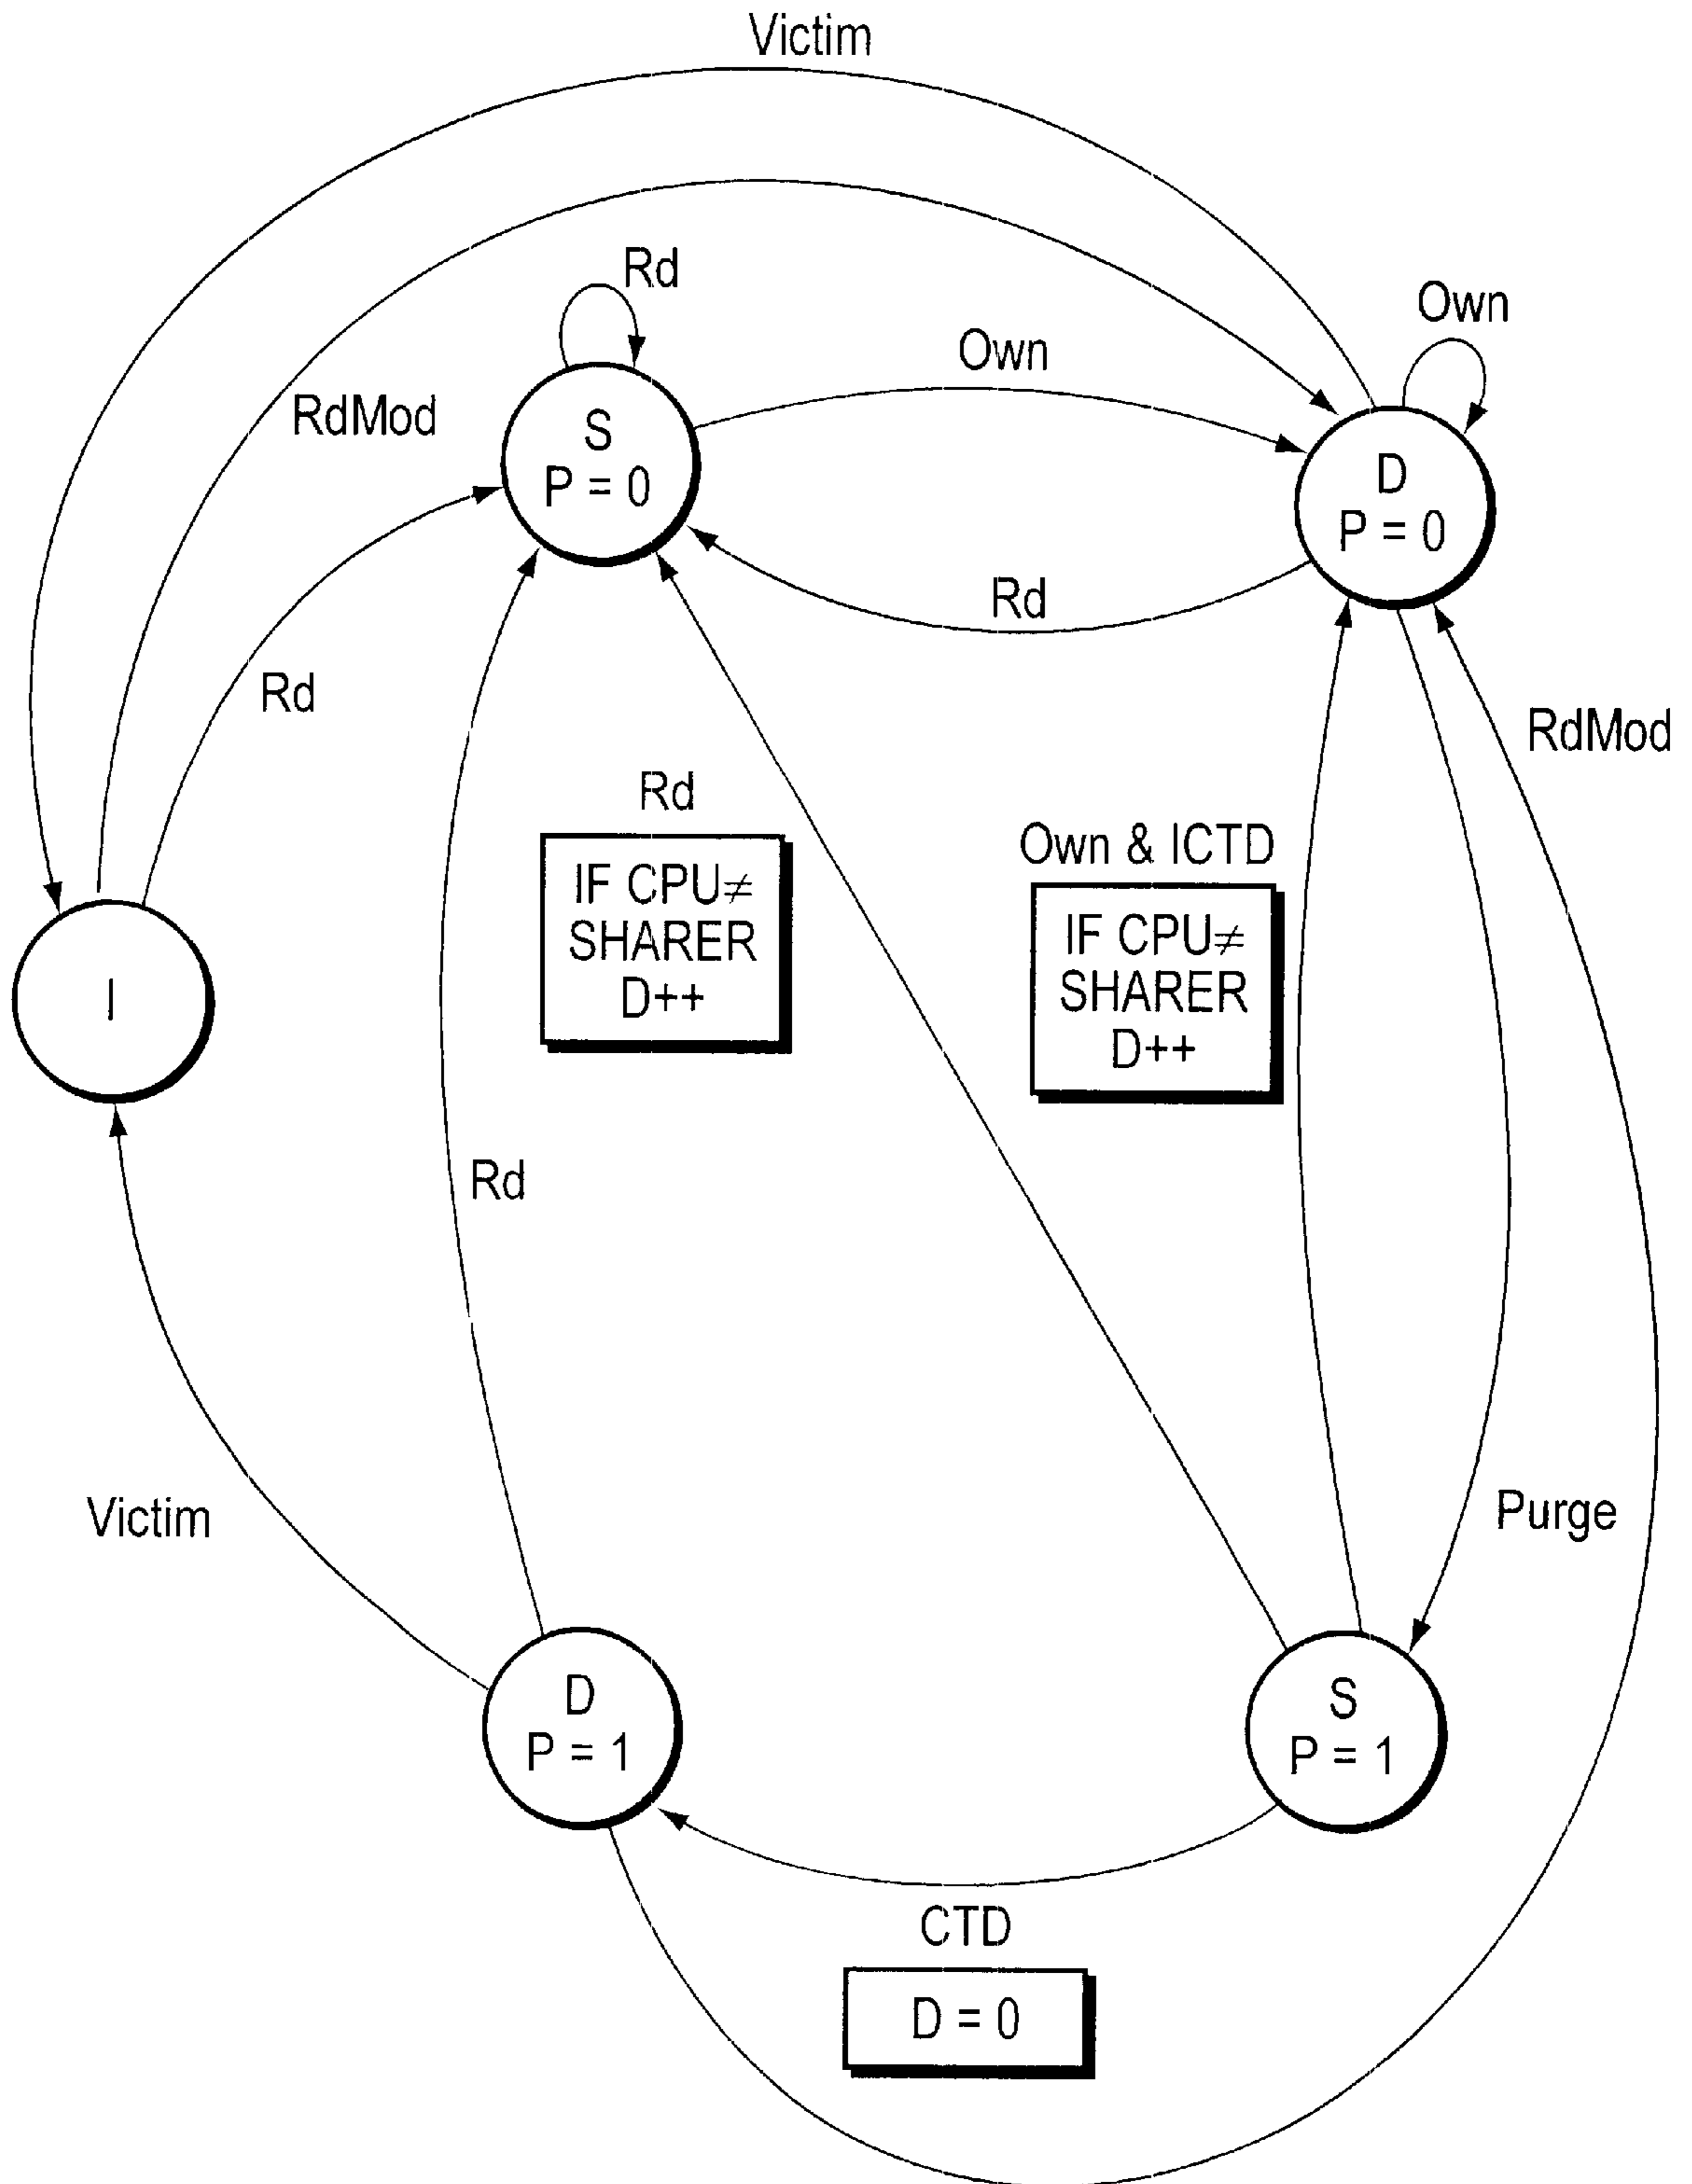 Victim
Rd
Own
Own
RdMod
S
P = 0
D
P = 0
Rd
Rd
RdMod
Rd
IF CPU≠
SHARER
D++
Own & ICTD
IF CPU≠
SHARER
D++
I
Rd
Victim
Purge
D
P = 1
S
P = 1
CTD
D = 0